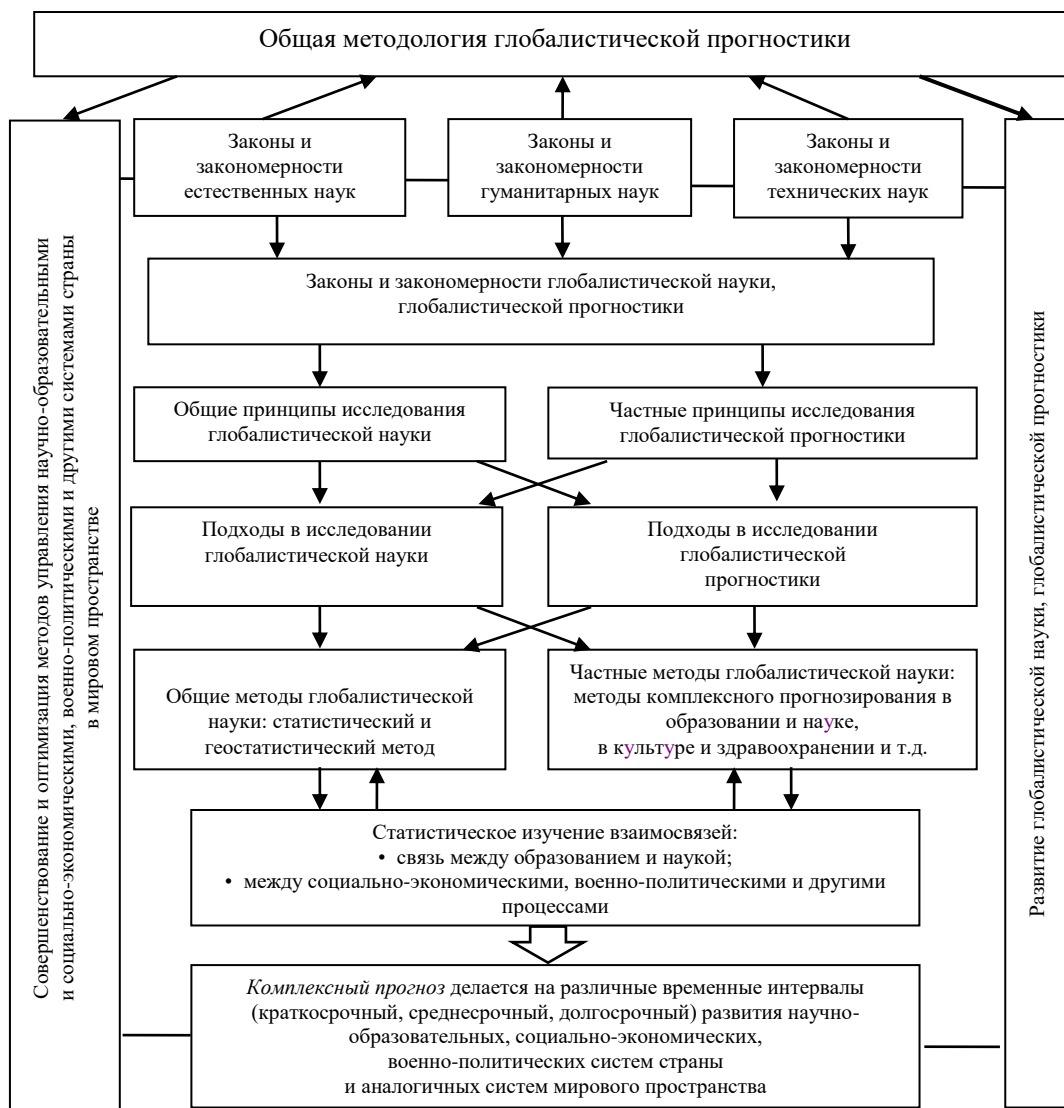 Общая методология глобалистической прогностики
Совершенствование и оптимизация методов управления научно-образовательными
и социально-экономическими, военно-политическими и другими системами страны
в мировом пространстве
Законы и
закономерности
естественных наук
Законы и
закономерности
гуманитарных наук
Законы и
закономерности
технических наук
Законы и закономерности глобалистической науки,
глобалистической прогностики
Общие принципы исследования
глобалистической науки
Частные принципы исследования
глобалистической прогностики
Подходы в исследовании
глобалистической науки
Подходы в исследовании
глобалистической
прогностики
Общие методы глобалистической
науки: статистический и
геостатистический метод
Частные методы глобалистической науки:
методы комплексного прогнозирования в
образовании и науке,
в культуре и здравоохранении и т.д.
Статистическое изучение взаимосвязей:
• связь между образованием и наукой;
• между социально-экономическими, военно-политическими и другими
процессами
Комплексный прогноз делается на различные временные интервалы
(краткосрочный, среднесрочный, долгосрочный) развития научно-
образовательных, социально-экономических,
военно-политических систем страны
и аналогичных систем мирового пространства
Развитие глобалистической науки, глобалистической прогностики